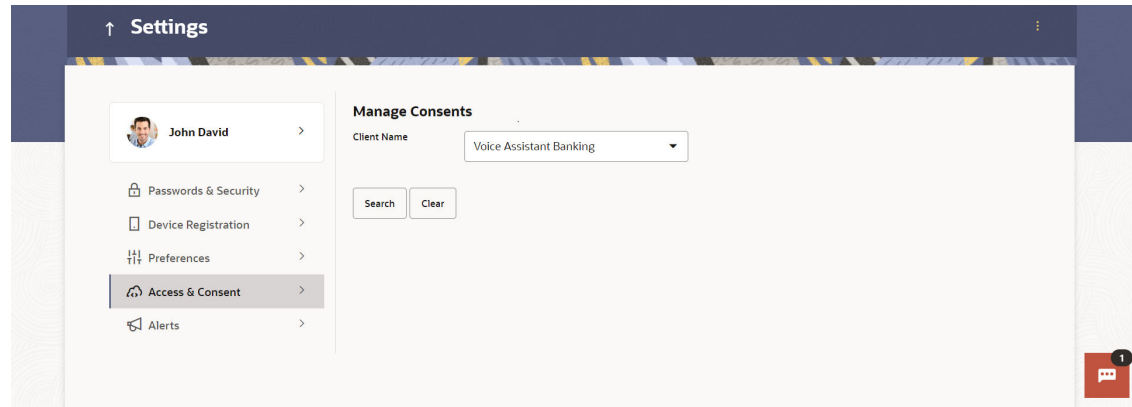 Settings
John David
Passwords & Security
Device Registration
Preferences
Access & Consent
Alerts
Manage Consents
Client Name
Voice Assistant Banking
Search Clear
1